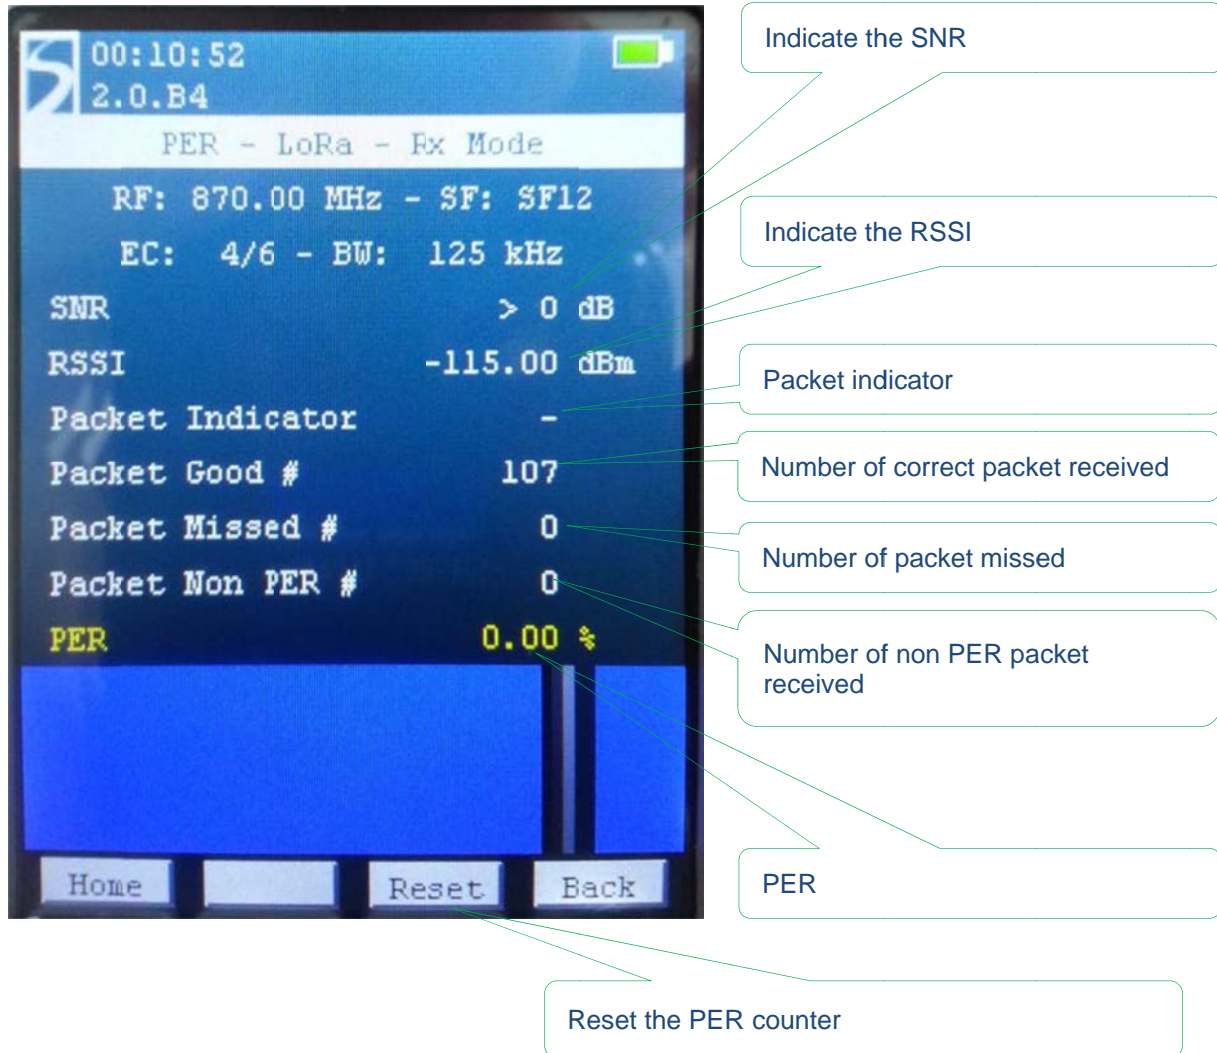 00:10:52
2.0.B4
PER - LoRa - Rx Mode
RF: 870.00 MHz - SF: SF12
EC: 4/6 - BW: 125 kHz
SNR > 0 dB
RSSI -115.00 dBm
Packet Indicator -
Packet Good # 107
Packet Missed # 0
Packet Non PER # 0
PER 0.00 %
Home Reset Back
Indicate the SNR
Indicate the RSSI
Packet indicator
Number of correct packet received
Number of packet missed
Number of non PER packet
received
PER
Reset the PER counter